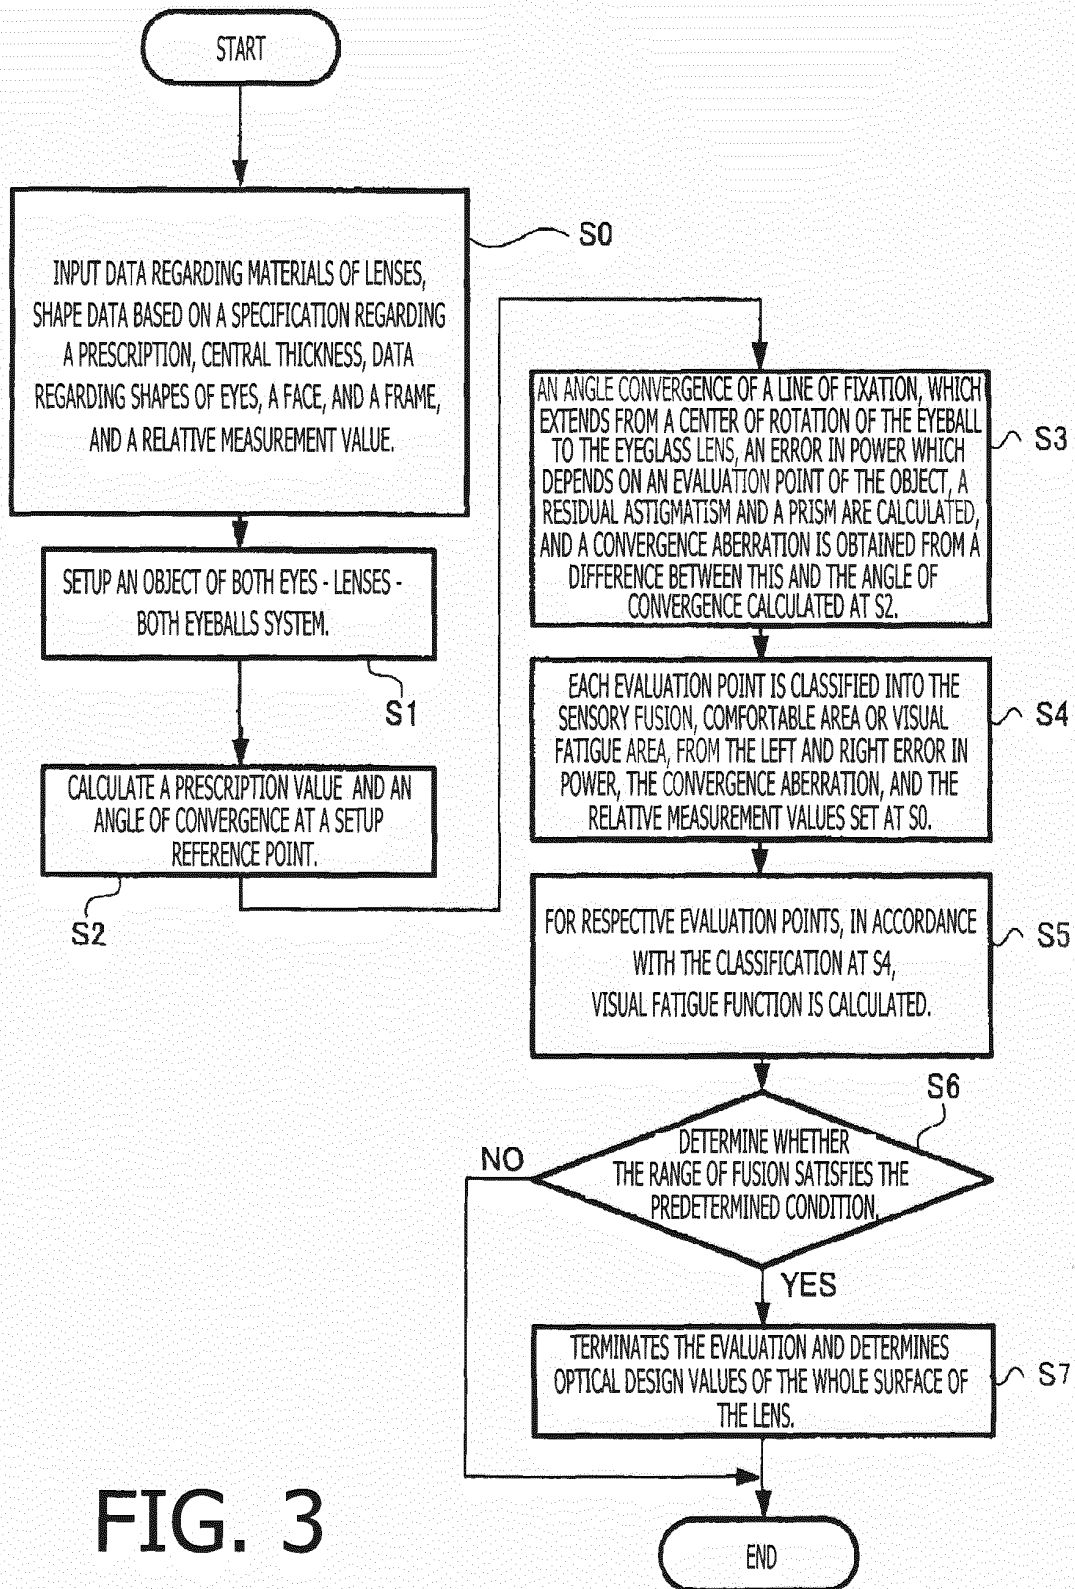 START
S0
INPUT DATA REGARDING MATERIALS OF LENSES,
SHAPE DATA BASED ON A SPECIFICATION REGARDING
A PRESCRIPTION, CENTRAL THICKNESS, DATA
REGARDING SHAPES OF EYES, A FACE, AND A FRAME,
AND A RELATIVE MEASUREMENT VALUE.
SETUP AN OBJECT OF BOTH EYES - LENSES -
BOTH EYEBALLS SYSTEM.
S1
CALCULATE A PRESCRIPTION VALUE AND AN
ANGLE OF CONVERGENCE AT A SETUP
REFERENCE POINT.
S2
AN ANGLE CONVERGENCE OF A LINE OF FIXATION, WHICH
EXTENDS FROM A CENTER OF ROTATION OF THE EYEBALL
TO THE EYEGLASS LENS, AN ERROR IN POWER WHICH
DEPENDS ON AN EVALUATION POINT OF THE OBJECT, A
RESIDUAL ASTIGMATISM AND A PRISM ARE CALCULATED,
AND A CONVERGENCE ABERRATION IS OBTAINED FROM A
DIFFERENCE BETWEEN THIS AND THE ANGLE OF
CONVERGENCE CALCULATED AT S2.
S3
EACH EVALUATION POINT IS CLASSIFIED INTO THE
SENSORY FUSION, COMFORTABLE AREA OR VISUAL
FATIGUE AREA, FROM THE LEFT AND RIGHT ERROR IN
POWER, THE CONVERGENCE ABERRATION, AND THE
RELATIVE MEASUREMENT VALUES SET AT S0.
S4
FOR RESPECTIVE EVALUATION POINTS, IN ACCORDANCE
WITH THE CLASSIFICATION AT S4,
VISUAL FATIGUE FUNCTION IS CALCULATED.
S5
S6
DETERMINE WHETHER
THE RANGE OF FUSION SATISFIES THE
PREDETERMINED CONDITION.
NO
YES
TERMINATES THE EVALUATION AND DETERMINES
OPTICAL DESIGN VALUES OF THE WHOLE SURFACE OF
THE LENS.
S7
END
FIG. 3